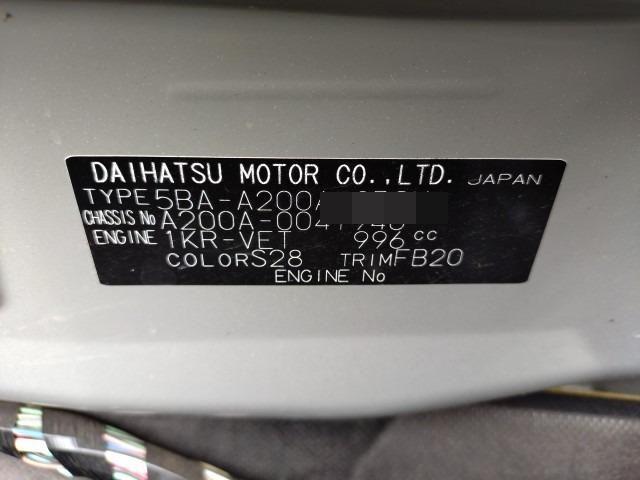 DAIHATSU MOTOR CO.,LTD. JAPAN
TYPE 5BA-A200A
CHASSIS No A200A-004
ENGINE 1KR-VET 996 cc
COLOR S28 TRIM FB20
ENGINE No